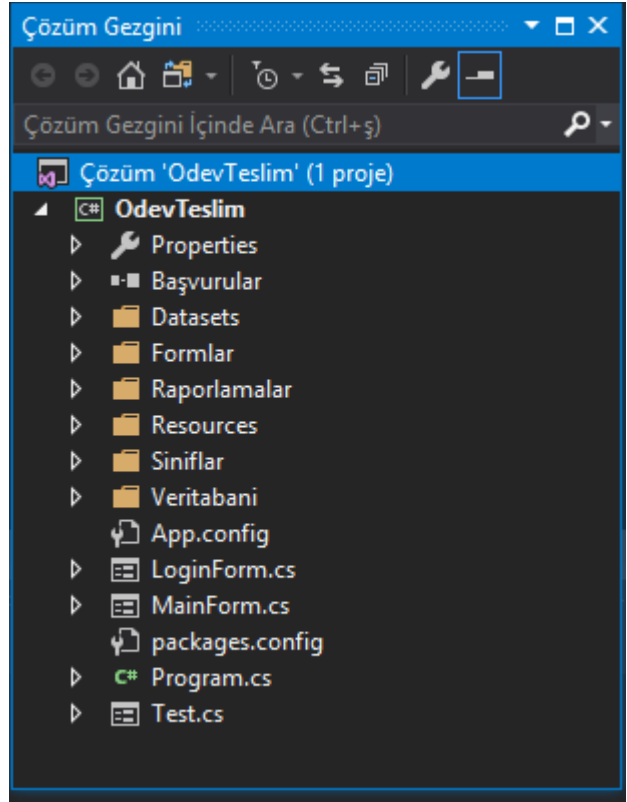 Çözüm Gezgini
Çözüm Gezgini İçinde Ara (Ctrl+ş)
Çözüm 'OdevTeslim' (1 proje)
C# OdevTeslim
Properties
Başvurular
Datasets
Formlar
Raporlamalar
Resources
Siniflar
Veritabani
App.config
LoginForm.cs
MainForm.cs
packages.config
C# Program.cs
Test.cs